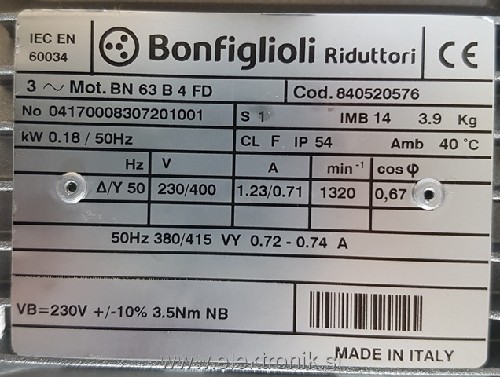 IEC EN
60034
Bonfiglioli Riduttori
CE
3 ~ Mot. BN 63 B 4 FD Cod. 840520576
No 04170008307201001 S 1 IMB 14 3.9 Kg
kW 0.18 / 50Hz CL F IP 54 Amb 40 °C
Hz V A min⁻¹ cos φ
Δ/Y 50 230/400 1.23/0.71 1320 0,67
50Hz 380/415 VY 0.72 - 0.74 A
VB=230V +/-10% 3.5Nm NB
MADE IN ITALY
www.elektronik.si